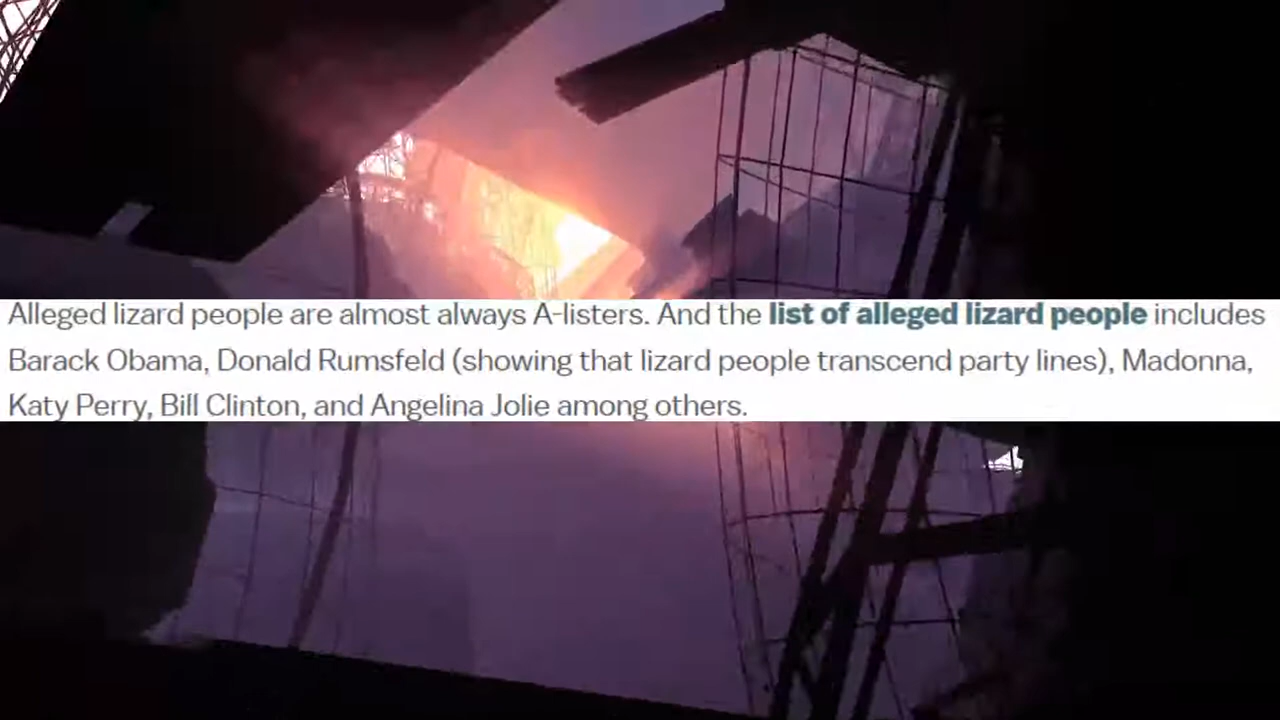 Alleged lizard people are almost always A-listers. And the list of alleged lizard people includes
Barack Obama, Donald Rumsfeld (showing that lizard people transcend party lines), Madonna,
Katy Perry, Bill Clinton, and Angelina Jolie among others.